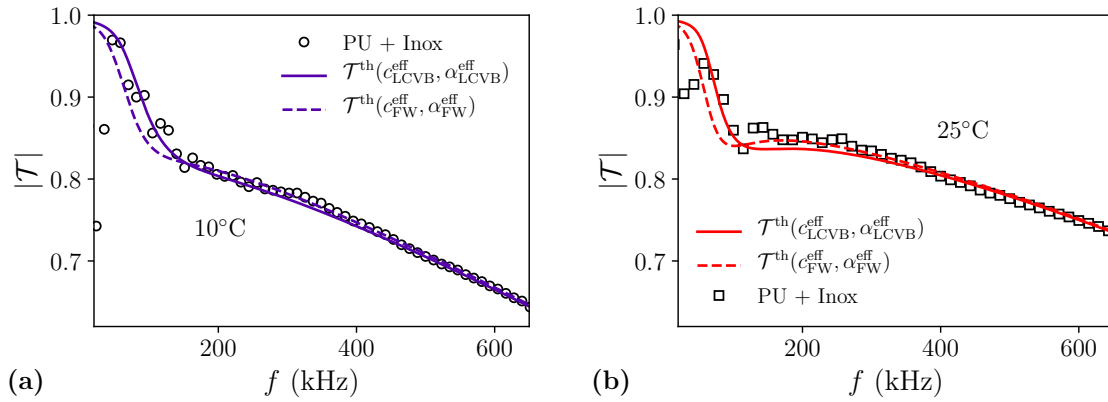 1.0
0.9
0.8
0.7
|𝒯|
200
400
600
f (kHz)
(a)
PU + Inox
𝒯^th(c^eff_LCVB, α^eff_LCVB)
𝒯^th(c^eff_FW, α^eff_FW)
10°C
1.0
0.9
0.8
0.7
|𝒯|
200
400
600
f (kHz)
(b)
25°C
𝒯^th(c^eff_LCVB, α^eff_LCVB)
𝒯^th(c^eff_FW, α^eff_FW)
PU + Inox